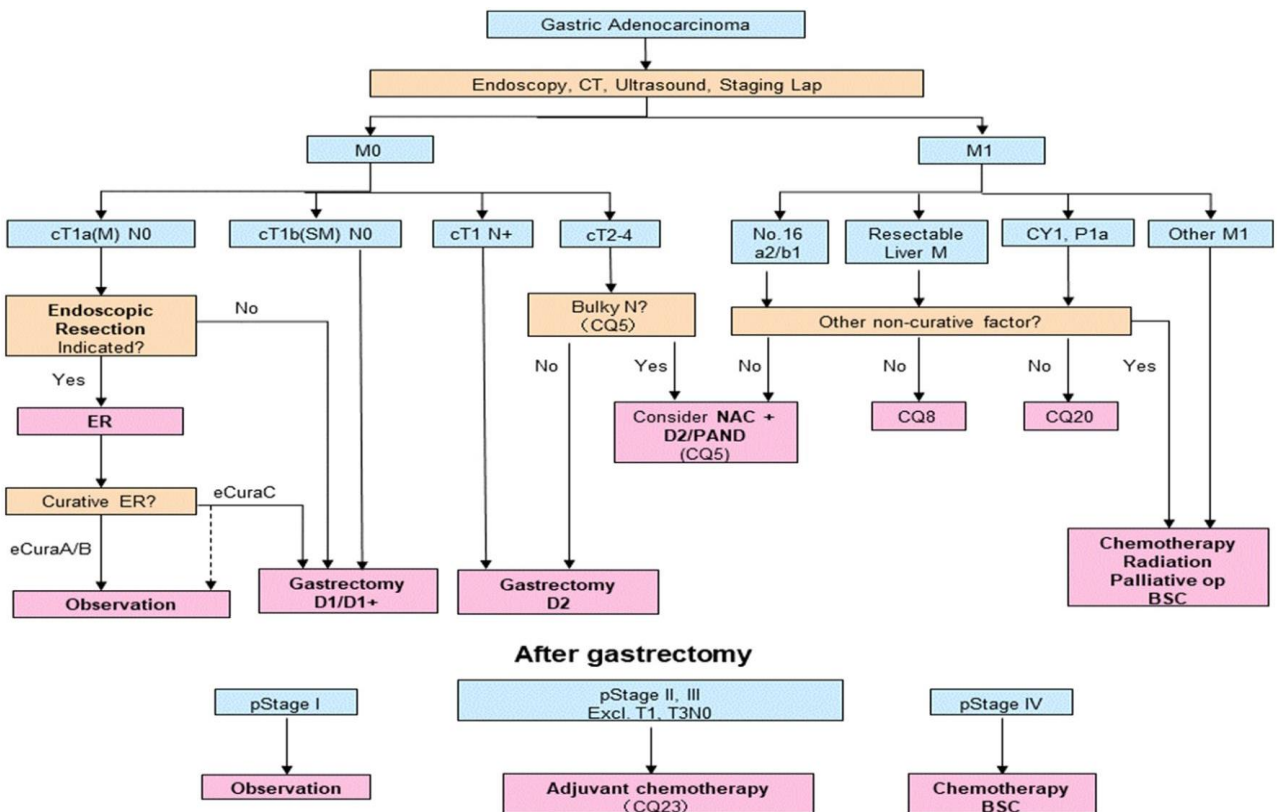 Gastric Adenocarcinoma
Endoscopy, CT, Ultrasound, Staging Lap
M0
M1
cT1a(M) N0
cT1b(SM) N0
cT1 N+
cT2-4
No.16
a2/b1
Resectable
Liver M
CY1, P1a
Other M1
Endoscopic
Resection
Indicated?
No
Bulky N?
(CQ5)
Other non-curative factor?
Yes
No
Yes
No
No
No
Yes
ER
Consider NAC +
D2/PAND
(CQ5)
CQ8
CQ20
Curative ER?
eCuraC
eCuraA/B
Observation
Gastrectomy
D1/D1+
Gastrectomy
D2
Chemotherapy
Radiation
Palliative op
BSC
After gastrectomy
pStage I
pStage II, III
Excl. T1, T3N0
pStage IV
Observation
Adjuvant chemotherapy
(CQ23)
Chemotherapy
BSC